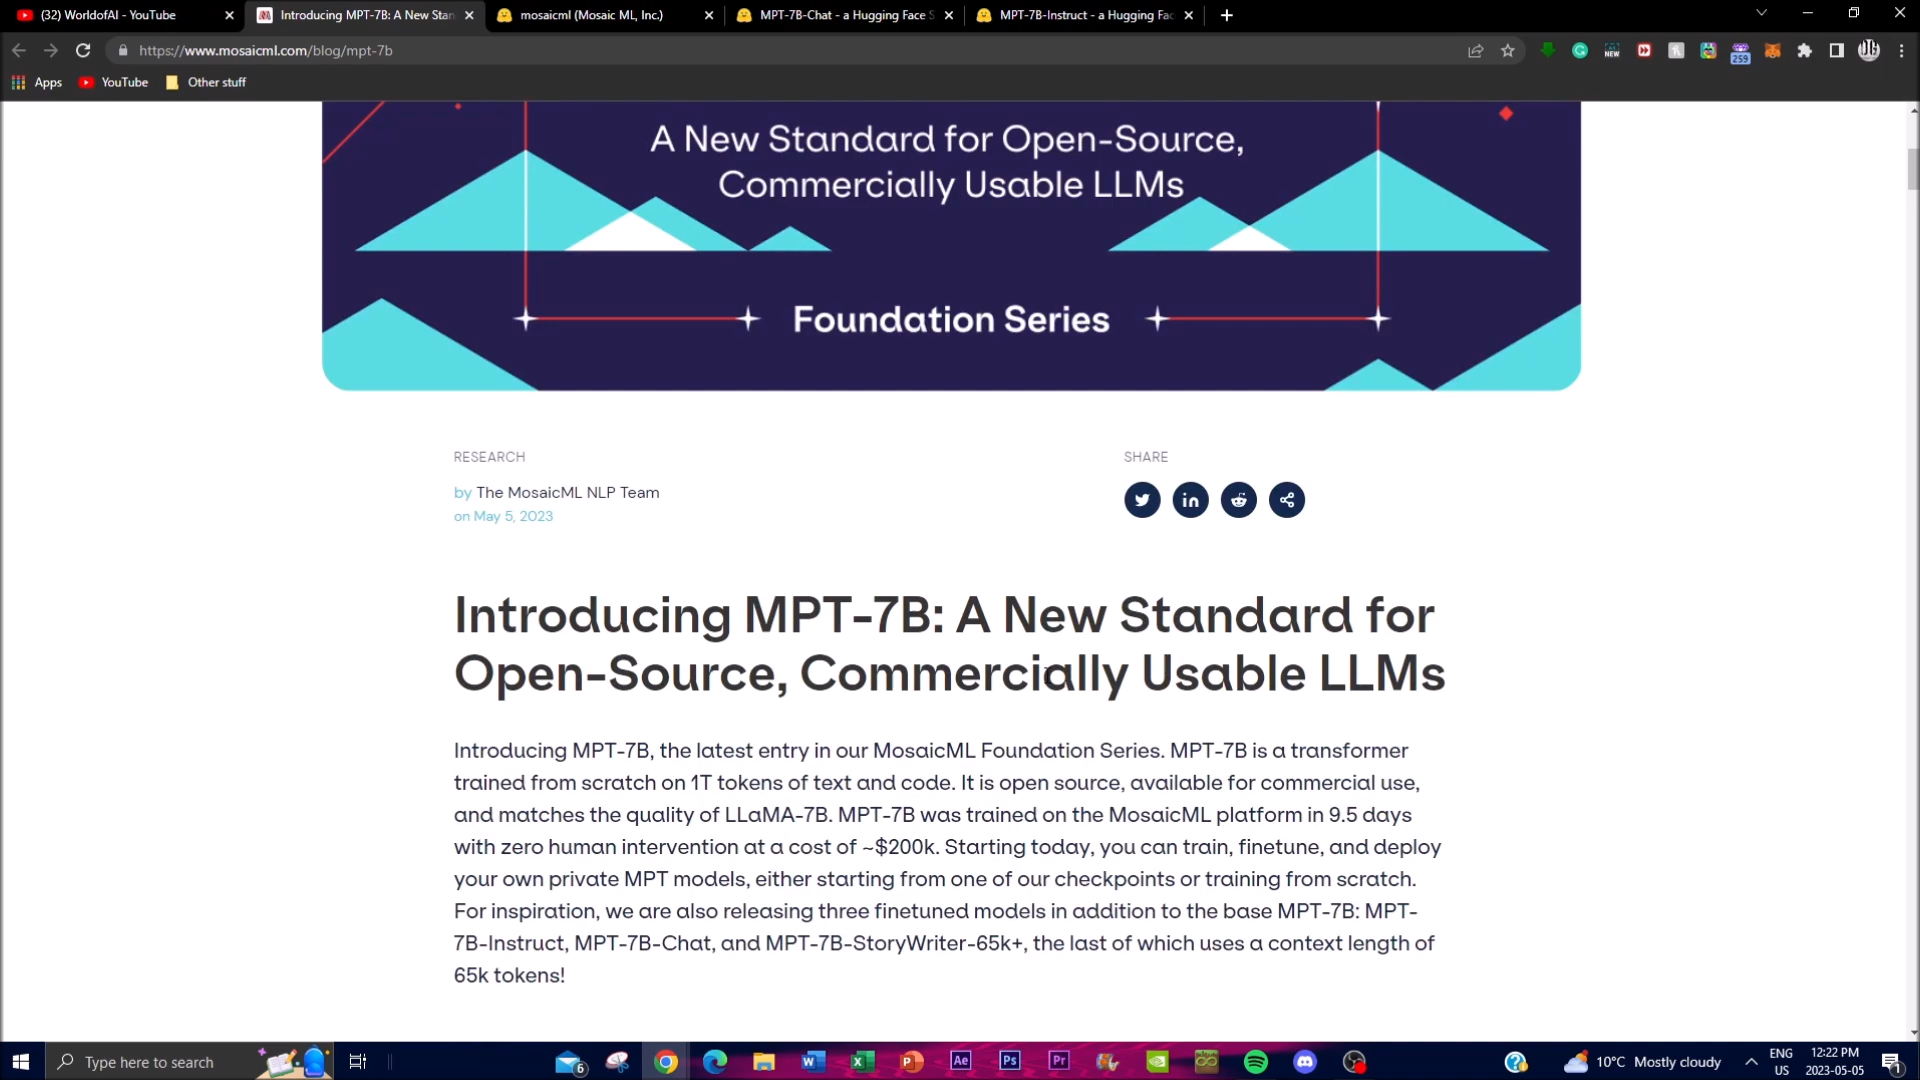 (32) WorldofAI - YouTube
Introducing MPT-7B: A New Stan
mosaicml (Mosaic ML, Inc.)
MPT-7B-Chat - a Hugging Face S
MPT-7B-Instruct - a Hugging Fac
https://www.mosaicml.com/blog/mpt-7b
NEW
259
Apps
YouTube
Other stuff
A New Standard for Open-Source,
Commercially Usable LLMs
Foundation Series
RESEARCH
SHARE
by The MosaicML NLP Team
on May 5, 2023
Introducing MPT-7B: A New Standard for
Open-Source, Commercially Usable LLMs
Introducing MPT-7B, the latest entry in our MosaicML Foundation Series. MPT-7B is a transformer
trained from scratch on 1T tokens of text and code. It is open source, available for commercial use,
and matches the quality of LLaMA-7B. MPT-7B was trained on the MosaicML platform in 9.5 days
with zero human intervention at a cost of ~$200k. Starting today, you can train, finetune, and deploy
your own private MPT models, either starting from one of our checkpoints or training from scratch.
For inspiration, we are also releasing three finetuned models in addition to the base MPT-7B: MPT-
7B-Instruct, MPT-7B-Chat, and MPT-7B-StoryWriter-65k+, the last of which uses a context length of
65k tokens!
Type here to search
6
Ae
Ps
Pr
10°C Mostly cloudy
ENG
US
12:22 PM
2023-05-05
1